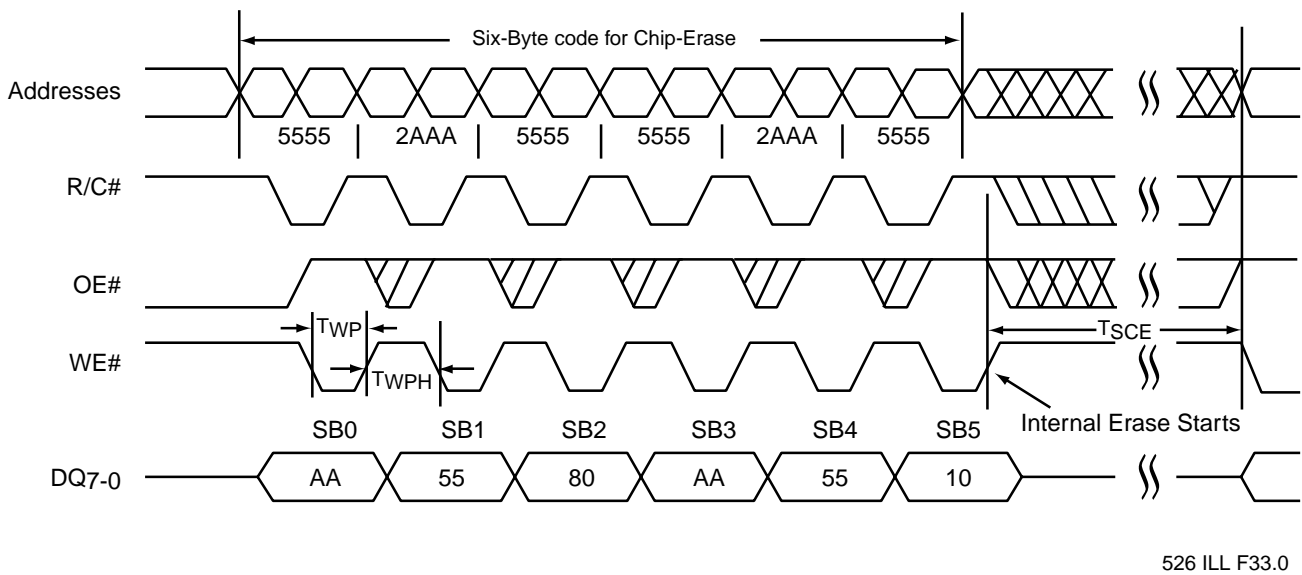 Six-Byte code for Chip-Erase
Addresses
5555 2AAA 5555 5555 2AAA 5555
R/C#
OE#
TWP
TSCE
WE#
TWPH
Internal Erase Starts
SB0 SB1 SB2 SB3 SB4 SB5
DQ7-0
AA 55 80 AA 55 10
526 ILL F33.0